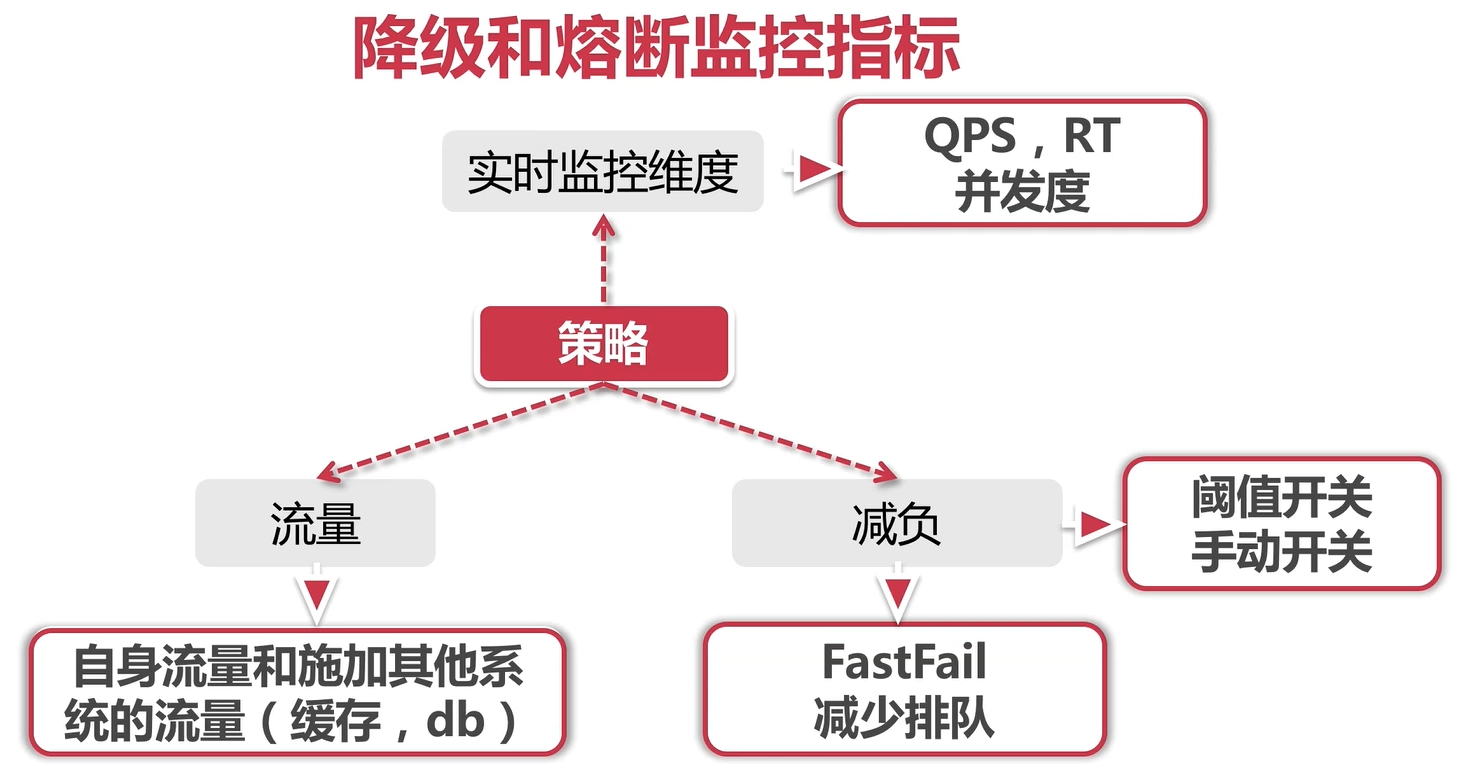 降级和熔断监控指标
实时监控维度
QPS，RT
并发度
策略
流量
减负
阈值开关
手动开关
自身流量和施加其他系
统的流量（缓存，db）
FastFail
减少排队